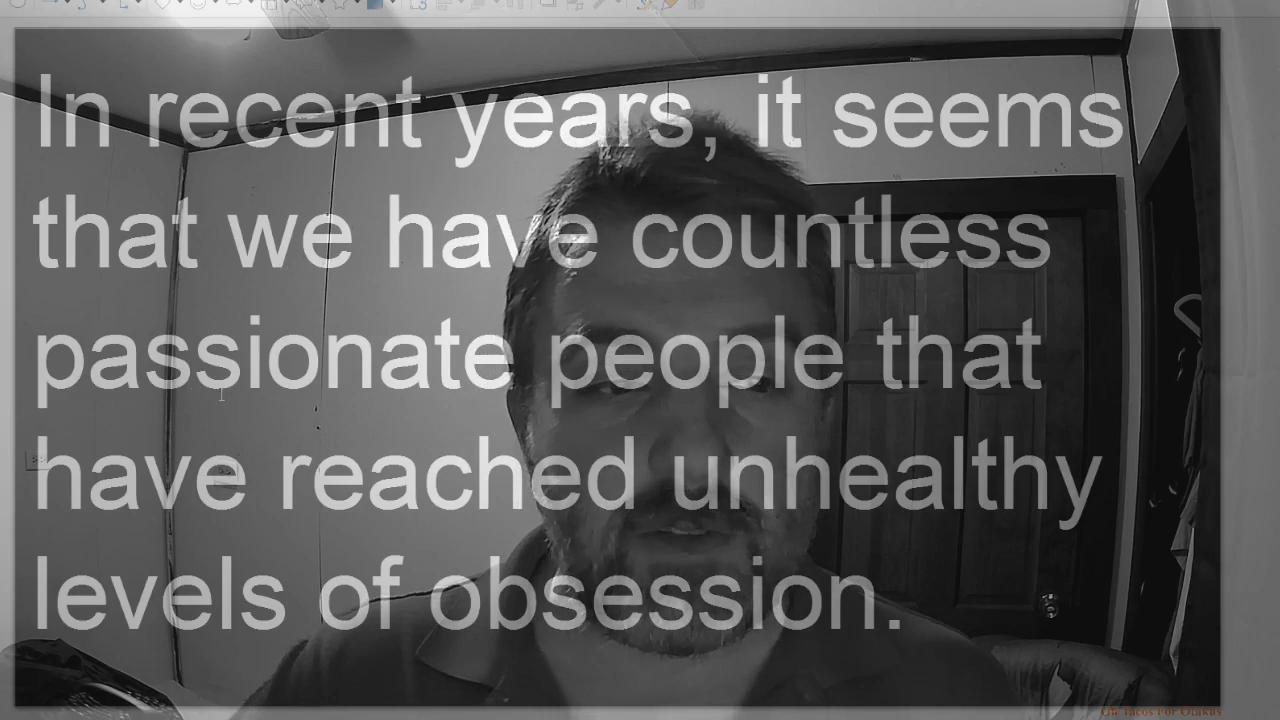 In recent years, it seems
that we have countless
passionate people that
have reached unhealthy
levels of obsession.